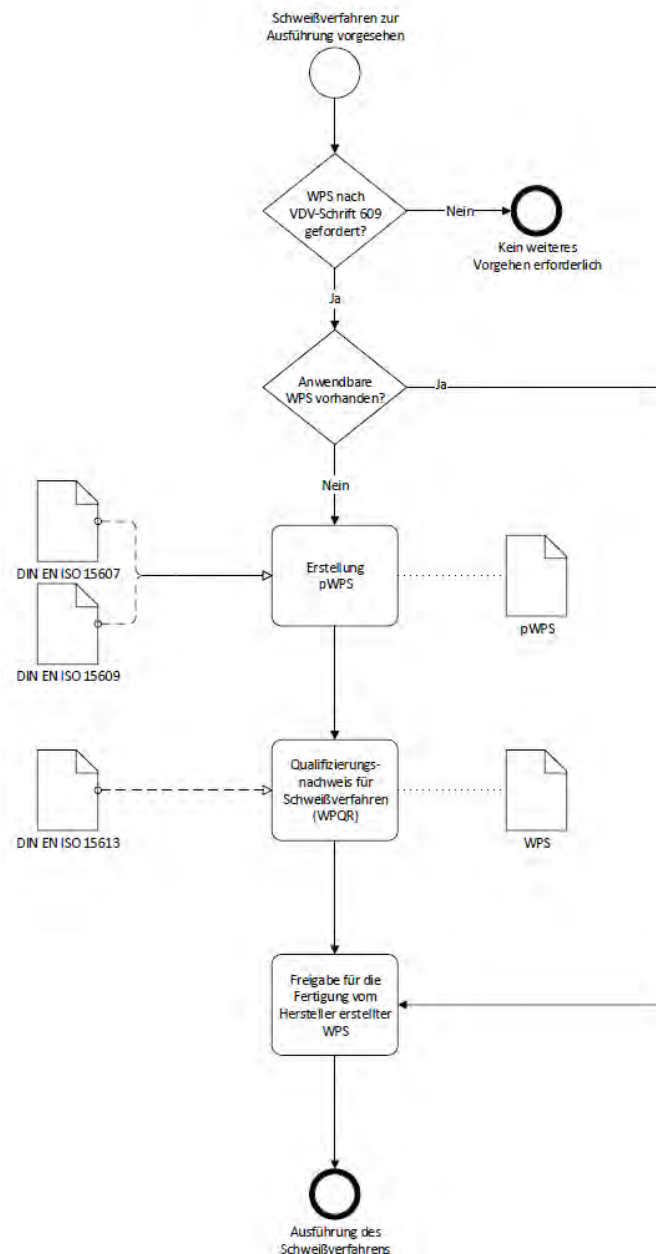 Schweißverfahren zur
Ausführung vorgesehen
WPS nach
VDV-Schrift 609
gefordert?
Nein
Kein weiteres
Vorgehen erforderlich
Ja
Anwendbare
WPS vorhanden?
Ja
Nein
DIN EN ISO 15607
Erstellung
pWPS
pWPS
DIN EN ISO 15609
Qualifizierungs-
nachweis für
Schweißverfahren
(WPQR)
DIN EN ISO 15613
WPS
Freigabe für die
Fertigung vom
Hersteller erstellter
WPS
Ausführung des
Schweißverfahrens